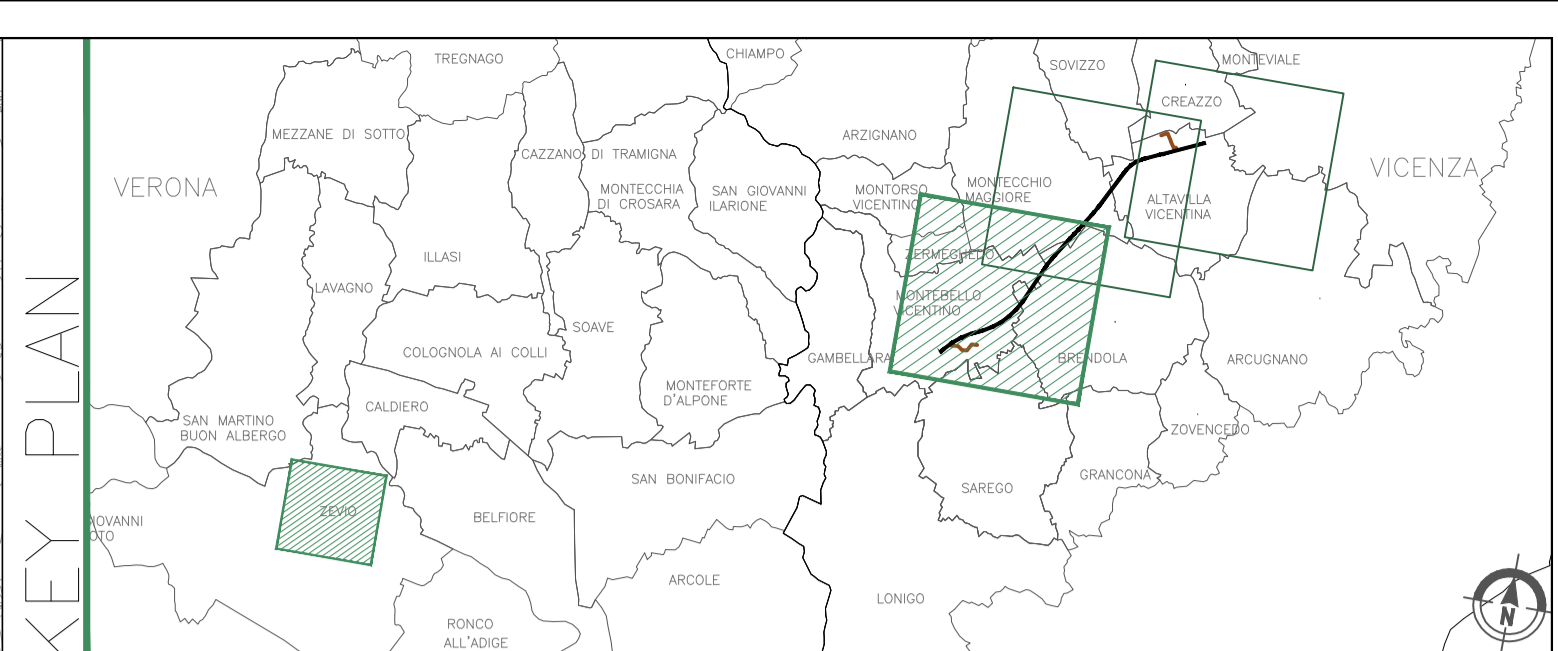 KEY PLAN
TREGNAGO
CHIAMPO
SOVIZZO
MONTEVIALE
CREAZZO
MEZZANE DI SOTTO
ARZIGNANO
CAZZANO DI TRAMIGNA
VICENZA
VERONA
MONTECCHIA
DI CROSARA
SAN GIOVANNI
ILARIONE
MONTORSO
VICENTINO
MONTECCHIO
MAGGIORE
ALTAVILLA
VICENTINA
ILLASI
ZERMEGHEDO
LAVAGNO
MONTEBELLO
VICENTINO
SOAVE
COLOGNOLA AI COLLI
GAMBELLARA
BRENDOLA
ARCUGNANO
MONTEFORTE
D'ALPONE
CALDIERO
SAN MARTINO
BUON ALBERGO
ZOVENCEDO
SAN BONIFACIO
GRANCONA
SAREGO
ZEVIO
BELFIORE
IOVANNI
OTO
ARCOLE
LONIGO
RONCO
ALL'ADIGE
N